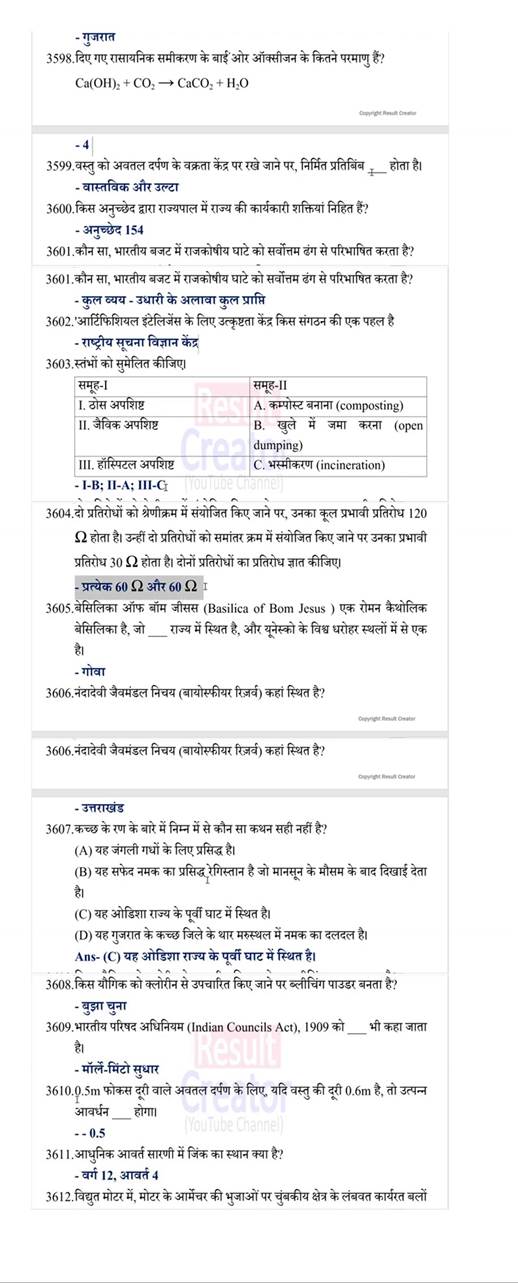 - गुजरात
3598.दिए गए रासायनिक समीकरण के बाईं ओर ऑक्सीजन के कितने परमाणु हैं?
Ca(OH)₂ + CO₂ → CaCO₂ + H₂O
Copyright Result Creator
- 4
3599.वस्तु को अवतल दर्पण के वक्रता केंद्र पर रखे जाने पर, निर्मित प्रतिबिंब ___ होता है।
- वास्तविक और उल्टा
3600.किस अनुच्छेद द्वारा राज्यपाल में राज्य की कार्यकारी शक्तियां निहित हैं?
- अनुच्छेद 154
3601.कौन सा, भारतीय बजट में राजकोषीय घाटे को सर्वोत्तम ढंग से परिभाषित करता है?
3601.कौन सा, भारतीय बजट में राजकोषीय घाटे को सर्वोत्तम ढंग से परिभाषित करता है?
- कुल व्यय - उधारी के अलावा कुल प्राप्ति
3602.'आर्टिफिशियल इंटेलिजेंस के लिए उत्कृष्टता केंद्र किस संगठन की एक पहल है
- राष्ट्रीय सूचना विज्ञान केंद्र
3603.स्तंभों को सुमेलित कीजिए।
समूह-I समूह-II
I. ठोस अपशिष्ट A. कम्पोस्ट बनाना (composting)
II. जैविक अपशिष्ट B. खुले में जमा करना (open
dumping)
III. हॉस्पिटल अपशिष्ट C. भस्मीकरण (incineration)
Result
Creator
(YouTube Channel)
- I-B; II-A; III-C
3604.दो प्रतिरोधों को श्रेणीक्रम में संयोजित किए जाने पर, उनका कूल प्रभावी प्रतिरोध 120
Ω होता है। उन्हीं दो प्रतिरोधों को समांतर क्रम में संयोजित किए जाने पर उनका प्रभावी
प्रतिरोध 30 Ω होता है। दोनों प्रतिरोधों का प्रतिरोध ज्ञात कीजिए।
- प्रत्येक 60 Ω और 60 Ω
3605.बेसिलिका ऑफ बॉम जीसस (Basilica of Bom Jesus ) एक रोमन कैथोलिक
बेसिलिका है, जो ___ राज्य में स्थित है, और यूनेस्को के विश्व धरोहर स्थलों में से एक
है।
- गोवा
3606.नंदादेवी जैवमंडल निचय (बायोस्फीयर रिज़र्व) कहां स्थित है?
Copyright Result Creator
3606.नंदादेवी जैवमंडल निचय (बायोस्फीयर रिज़र्व) कहां स्थित है?
Copyright Result Creator
- उत्तराखंड
3607.कच्छ के रण के बारे में निम्न में से कौन सा कथन सही नहीं है?
(A) यह जंगली गधों के लिए प्रसिद्ध है।
(B) यह सफेद नमक का प्रसिद्ध रेगिस्तान है जो मानसून के मौसम के बाद दिखाई देता
है।
(C) यह ओडिशा राज्य के पूर्वी घाट में स्थित है।
(D) यह गुजरात के कच्छ जिले के थार मरुस्थल में नमक का दलदल है।
Ans- (C) यह ओडिशा राज्य के पूर्वी घाट में स्थित है।
3608.किस यौगिक को क्लोरीन से उपचारित किए जाने पर ब्लीचिंग पाउडर बनता है?
- बुझा चुना
3609.भारतीय परिषद अधिनियम (Indian Councils Act), 1909 को ___ भी कहा जाता
है।
- मॉर्ले-मिंटो सुधार
3610.0.5m फोकस दूरी वाले अवतल दर्पण के लिए, यदि वस्तु की दूरी 0.6m है, तो उत्पन्न
आवर्धन ___ होगा।
Result
Creator
(YouTube Channel)
- - 0.5
3611.आधुनिक आवर्त सारणी में जिंक का स्थान क्या है?
- वर्ग 12, आवर्त 4
3612.विद्युत मोटर में, मोटर के आर्मेचर की भुजाओं पर चुंबकीय क्षेत्र के लंबवत कार्यरत बलों